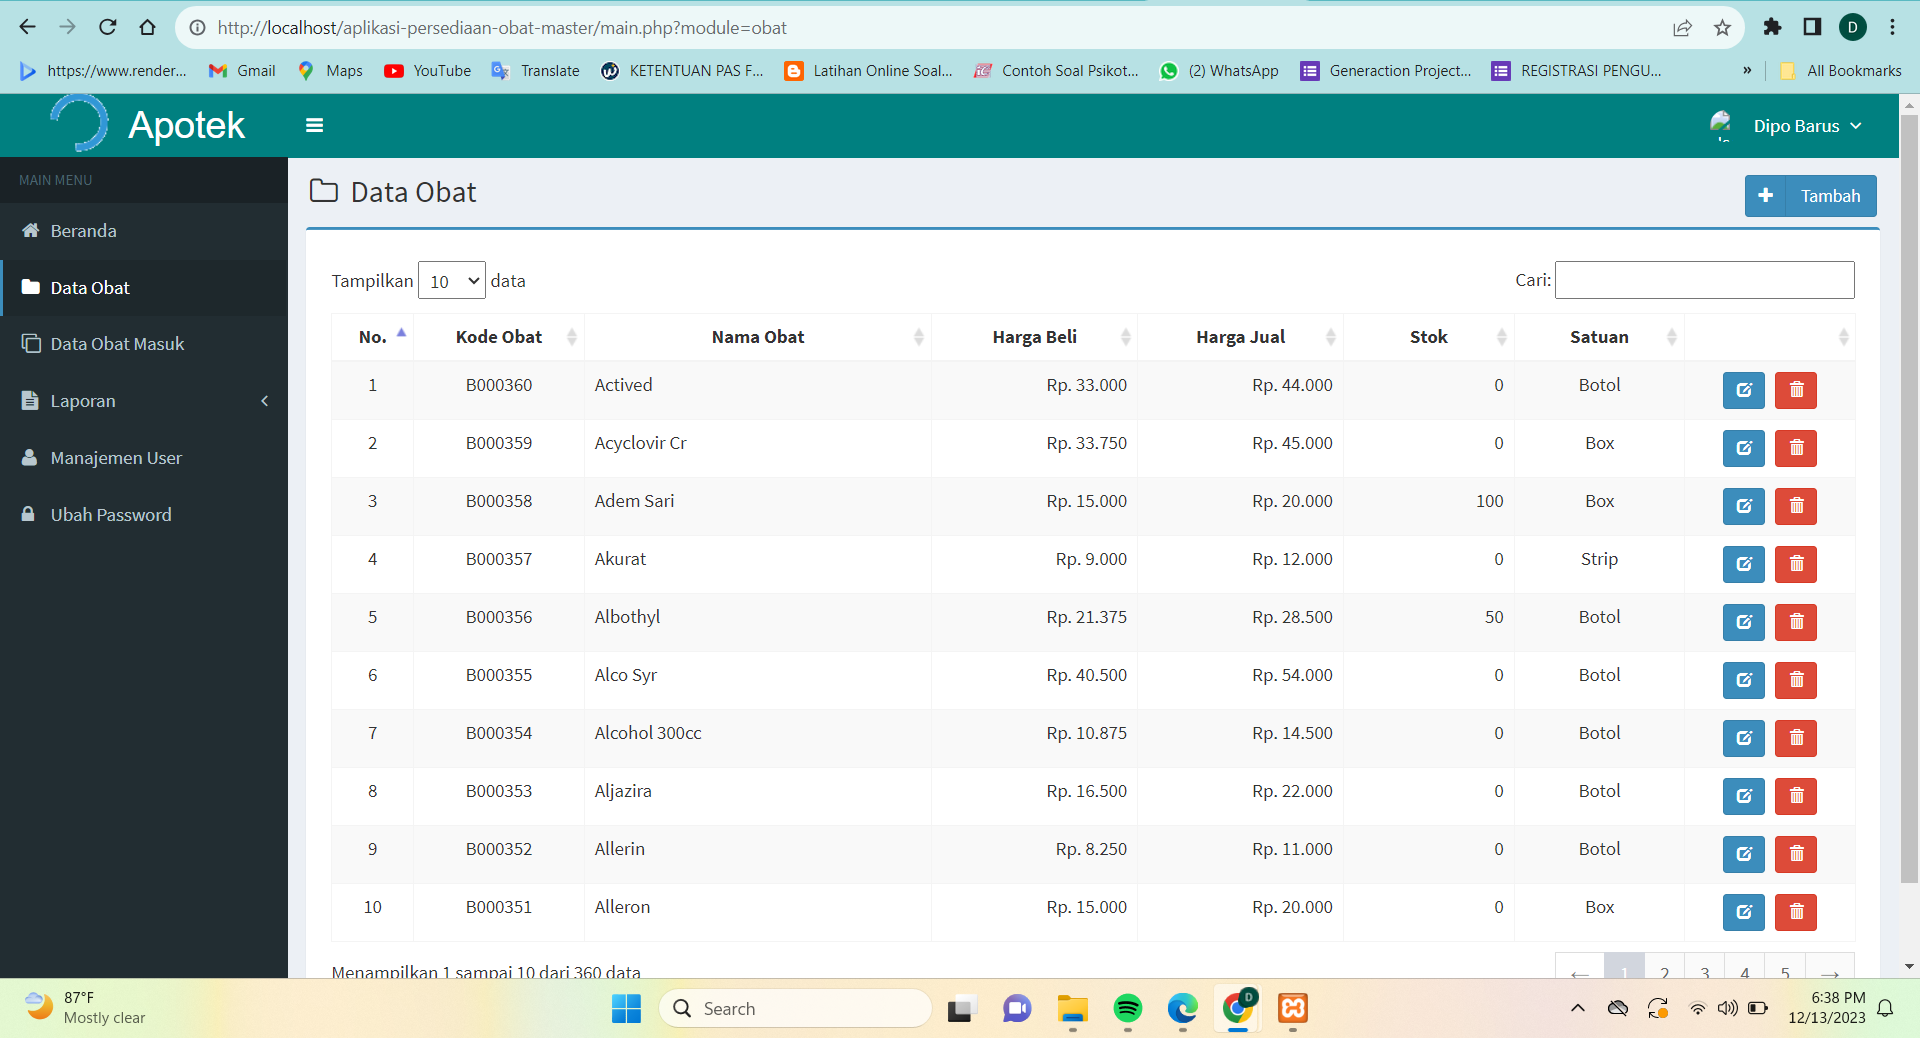 http://localhost/aplikasi-persediaan-obat-master/main.php?module=obat
D
https://www.render... Gmail Maps YouTube Translate KETENTUAN PAS F... Latihan Online Soal... Contoh Soal Psikot... (2) WhatsApp Generaction Project... REGISTRASI PENGU... » All Bookmarks
Apotek
Dipo Barus
MAIN MENU
Beranda
Data Obat
Data Obat Masuk
Laporan
Manajemen User
Ubah Password
Data Obat
Tambah
Tampilkan 10 data
Cari:
No. Kode Obat Nama Obat Harga Beli Harga Jual Stok Satuan
1 B000360 Actived Rp. 33.000 Rp. 44.000 0 Botol
2 B000359 Acyclovir Cr Rp. 33.750 Rp. 45.000 0 Box
3 B000358 Adem Sari Rp. 15.000 Rp. 20.000 100 Box
4 B000357 Akurat Rp. 9.000 Rp. 12.000 0 Strip
5 B000356 Albothyl Rp. 21.375 Rp. 28.500 50 Botol
6 B000355 Alco Syr Rp. 40.500 Rp. 54.000 0 Botol
7 B000354 Alcohol 300cc Rp. 10.875 Rp. 14.500 0 Botol
8 B000353 Aljazira Rp. 16.500 Rp. 22.000 0 Botol
9 B000352 Allerin Rp. 8.250 Rp. 11.000 0 Botol
10 B000351 Alleron Rp. 15.000 Rp. 20.000 0 Box
Menampilkan 1 sampai 10 dari 360 data
← 1 2 3 4 5 →
87°F
Mostly clear
Search
D
6:38 PM
12/13/2023